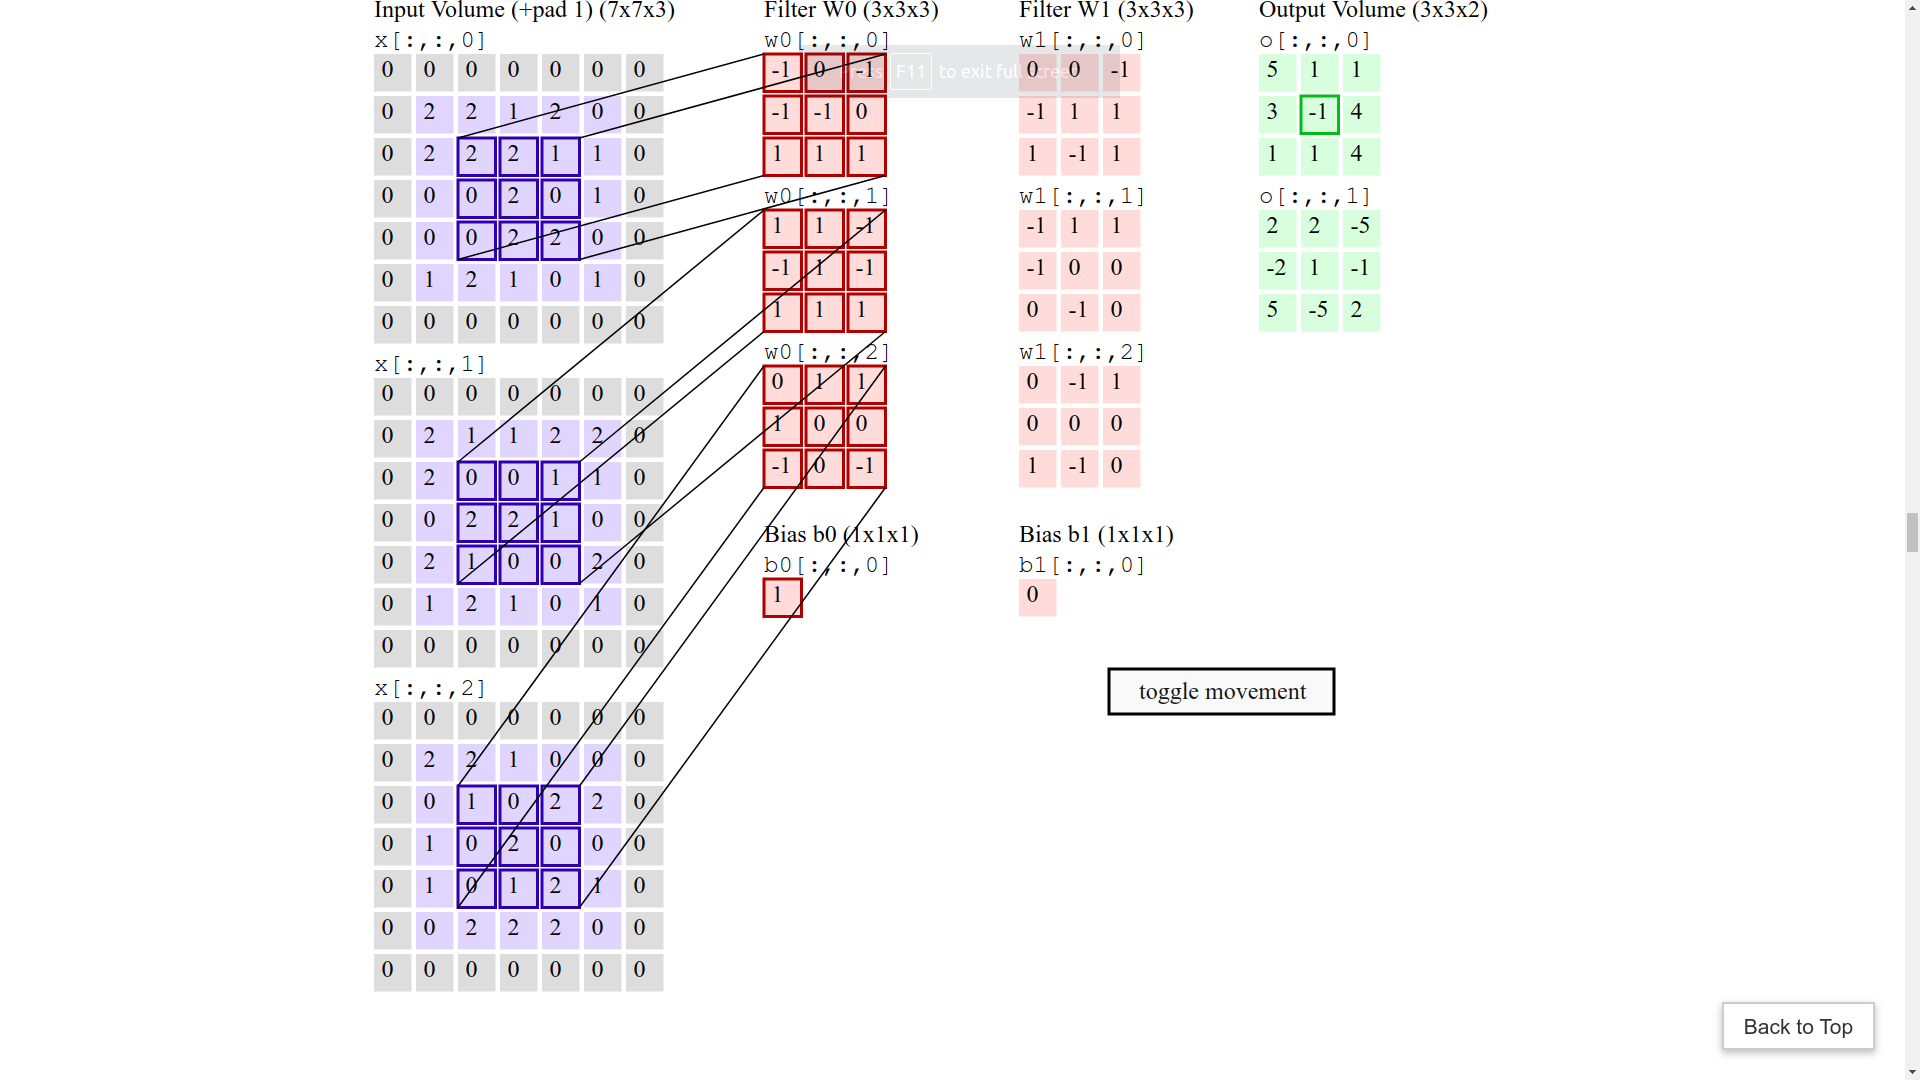 Input Volume (+pad 1) (7x7x3)
x[:,:,0]
0 0 0 0 0 0 0
0 2 2 1 2 0 0
0 2 2 2 1 1 0
0 0 0 2 0 1 0
0 0 0 2 2 0 0
0 1 2 1 0 1 0
0 0 0 0 0 0 0
x[:,:,1]
0 0 0 0 0 0 0
0 2 1 1 2 2 0
0 2 0 0 1 1 0
0 0 2 2 1 0 0
0 2 1 0 0 2 0
0 1 2 1 0 1 0
0 0 0 0 0 0 0
x[:,:,2]
0 0 0 0 0 0 0
0 2 2 1 0 0 0
0 0 1 0 2 2 0
0 1 0 2 0 0 0
0 1 0 1 2 1 0
0 0 2 2 2 0 0
0 0 0 0 0 0 0
Filter W0 (3x3x3)
w0[:,:,0]
-1 0 -1
-1 -1 0
1 1 1
w0[:,:,1]
1 1 -1
-1 1 -1
1 1 1
w0[:,:,2]
0 1 1
1 0 0
-1 0 -1
Bias b0 (1x1x1)
b0[:,:,0]
1
Press F11 to exit full screen
Filter W1 (3x3x3)
w1[:,:,0]
0 0 -1
-1 1 1
1 -1 1
w1[:,:,1]
-1 1 1
-1 0 0
0 -1 0
w1[:,:,2]
0 -1 1
0 0 0
1 -1 0
Bias b1 (1x1x1)
b1[:,:,0]
0
Output Volume (3x3x2)
o[:,:,0]
5 1 1
3 -1 4
1 1 4
o[:,:,1]
2 2 -5
-2 1 -1
5 -5 2
toggle movement
Back to Top